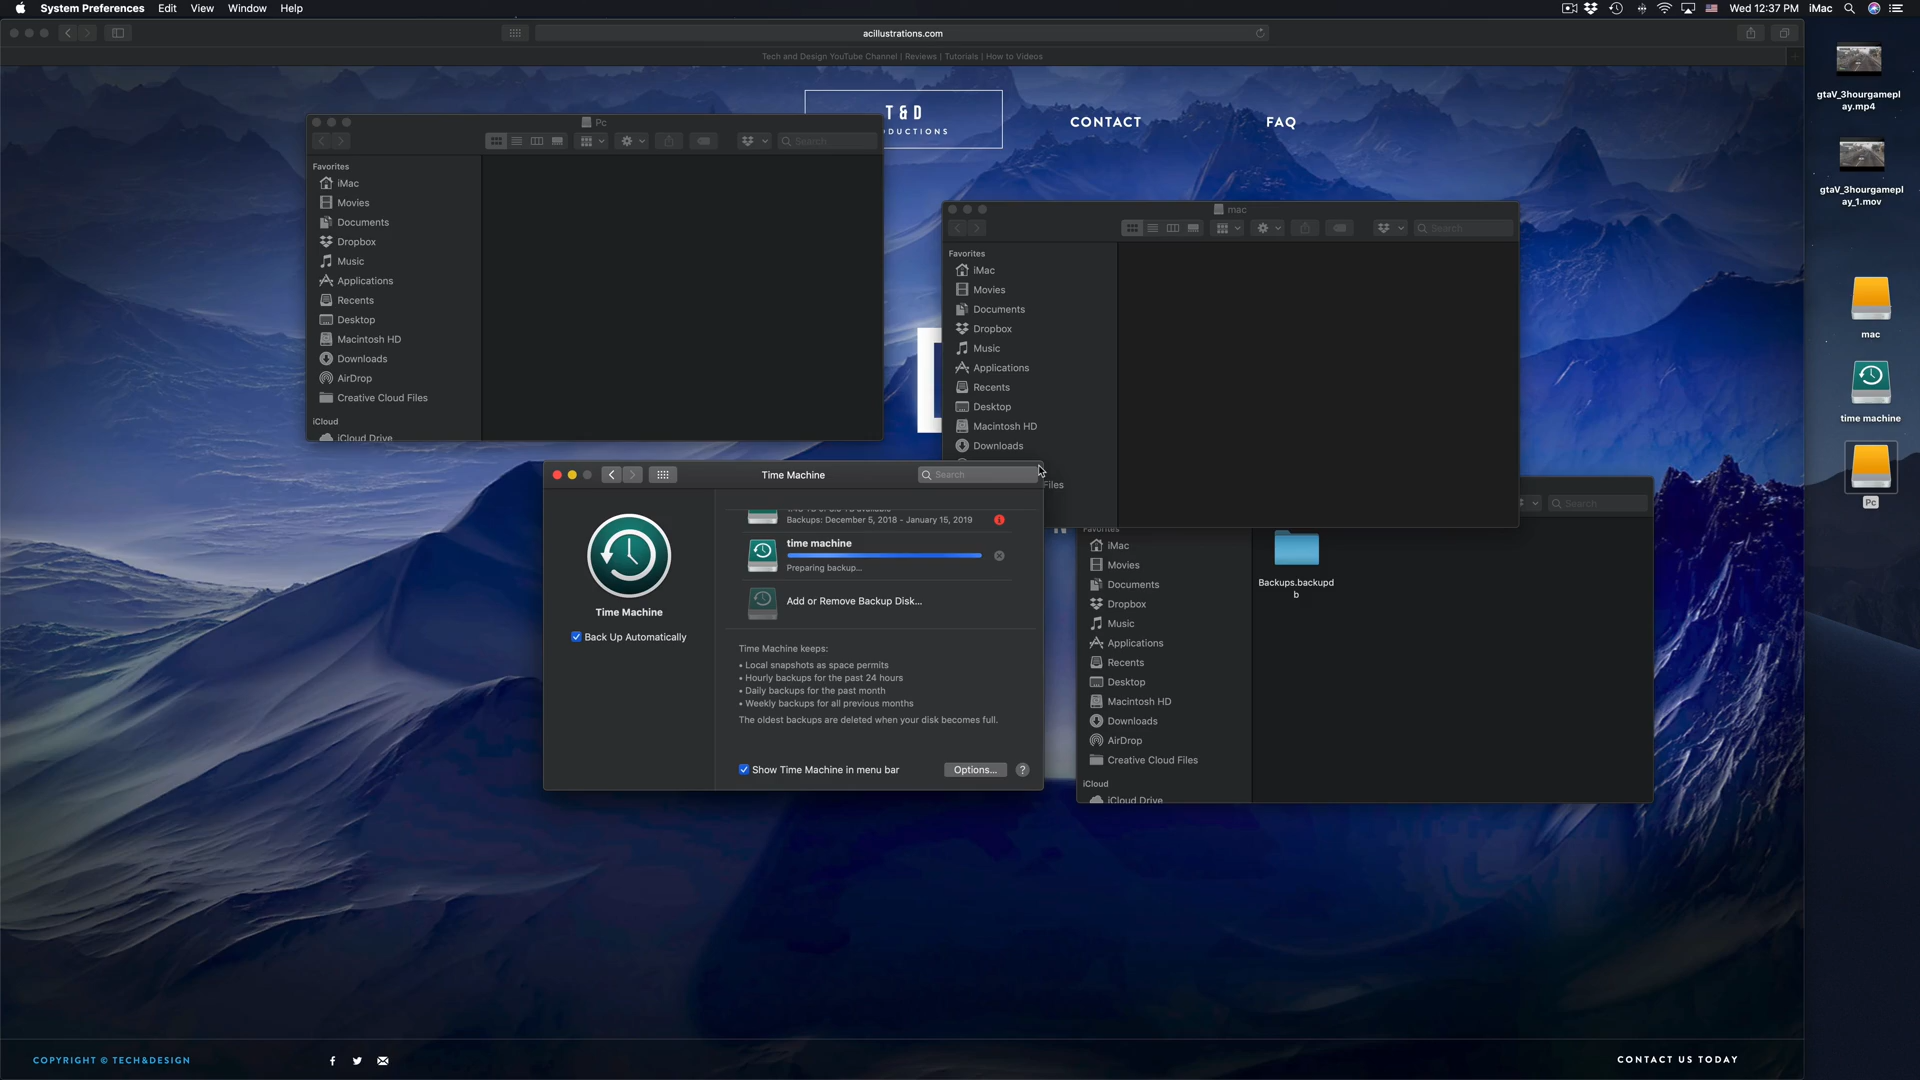 System Preferences Edit View Window Help
Wed 12:37 PM iMac
acillustrations.com
Tech and Design YouTube Channel | Reviews | Tutorials | How to Videos
T & D
DUCTIONS
CONTACT
FAQ
Pc
Search
Favorites
iMac
Movies
Documents
Dropbox
Music
Applications
Recents
Desktop
Macintosh HD
Downloads
AirDrop
Creative Cloud Files
iCloud
iCloud Drive
mac
Search
Favorites
iMac
Movies
Documents
Dropbox
Music
Applications
Recents
Desktop
Macintosh HD
Downloads
Files
Time Machine
Search
Time Machine
Back Up Automatically
Backups: December 5, 2018 - January 15, 2019
time machine
Preparing backup...
Add or Remove Backup Disk...
Time Machine keeps:
• Local snapshots as space permits
• Hourly backups for the past 24 hours
• Daily backups for the past month
• Weekly backups for all previous months
The oldest backups are deleted when your disk becomes full.
Show Time Machine in menu bar
Options...
?
Search
Favorites
iMac
Movies
Documents
Dropbox
Music
Applications
Recents
Desktop
Macintosh HD
Downloads
AirDrop
Creative Cloud Files
iCloud
iCloud Drive
Backups.backupd
b
gtaV_3hourgamepl
ay.mp4
gtaV_3hourgamepl
ay_1.mov
mac
time machine
Pc
COPYRIGHT © TECH&DESIGN
CONTACT US TODAY